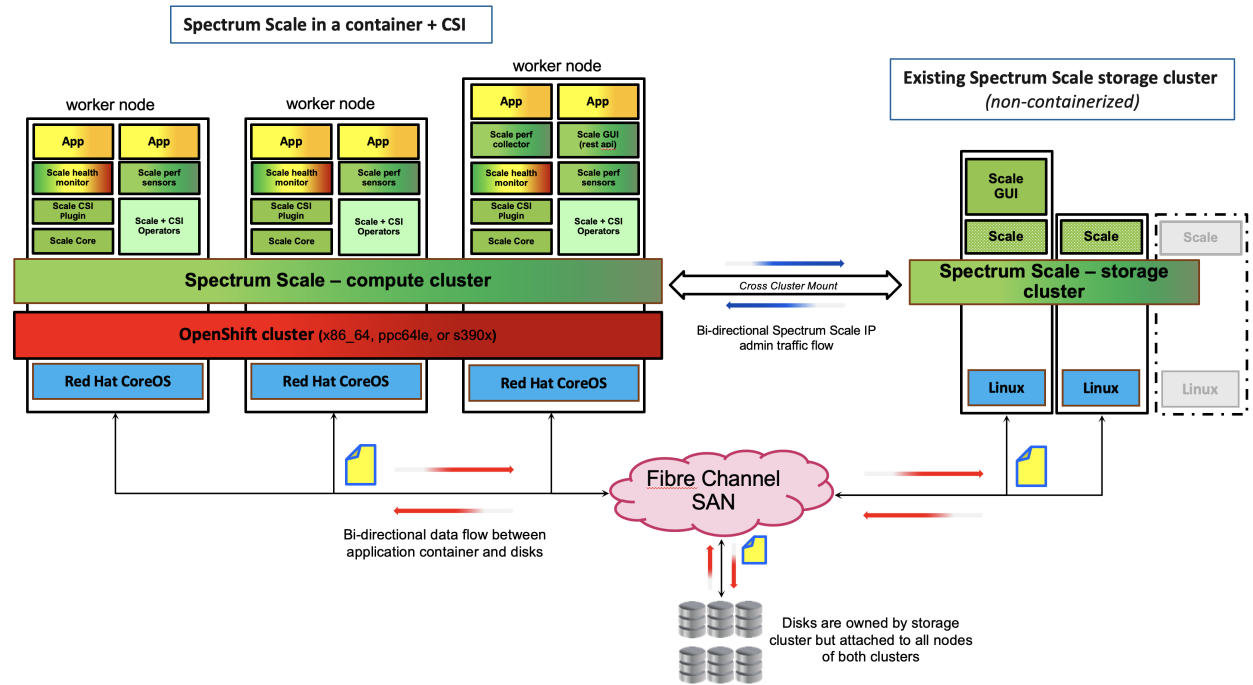 Spectrum Scale in a container + CSI
Existing Spectrum Scale storage cluster
(non-containerized)
worker node
App
App
Scale health
monitor
Scale perf
sensors
Scale CSI
Plugin
Scale + CSI
Operators
Scale Core
worker node
App
App
Scale health
monitor
Scale perf
sensors
Scale CSI
Plugin
Scale + CSI
Operators
Scale Core
worker node
App
App
Scale perf
collector
Scale GUI
(rest api)
Scale health
monitor
Scale perf
sensors
Scale CSI
Plugin
Scale + CSI
Operators
Scale Core
Scale
GUI
Scale
Scale
Scale
Spectrum Scale – compute cluster
Cross Cluster Mount
Spectrum Scale – storage
cluster
Bi-directional Spectrum Scale IP
admin traffic flow
OpenShift cluster (x86_64, ppc64le, or s390x)
Red Hat CoreOS
Red Hat CoreOS
Red Hat CoreOS
Linux
Linux
Linux
Fibre Channel
SAN
Bi-directional data flow between
application container and disks
Disks are owned by storage
cluster but attached to all nodes
of both clusters